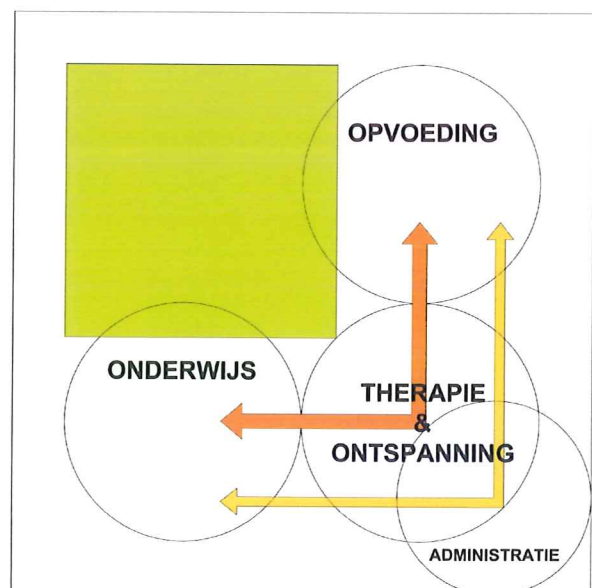 OPVOEDING
ONDERWIJS
THERAPIE
&
ONTSPANNING
ADMINISTRATIE